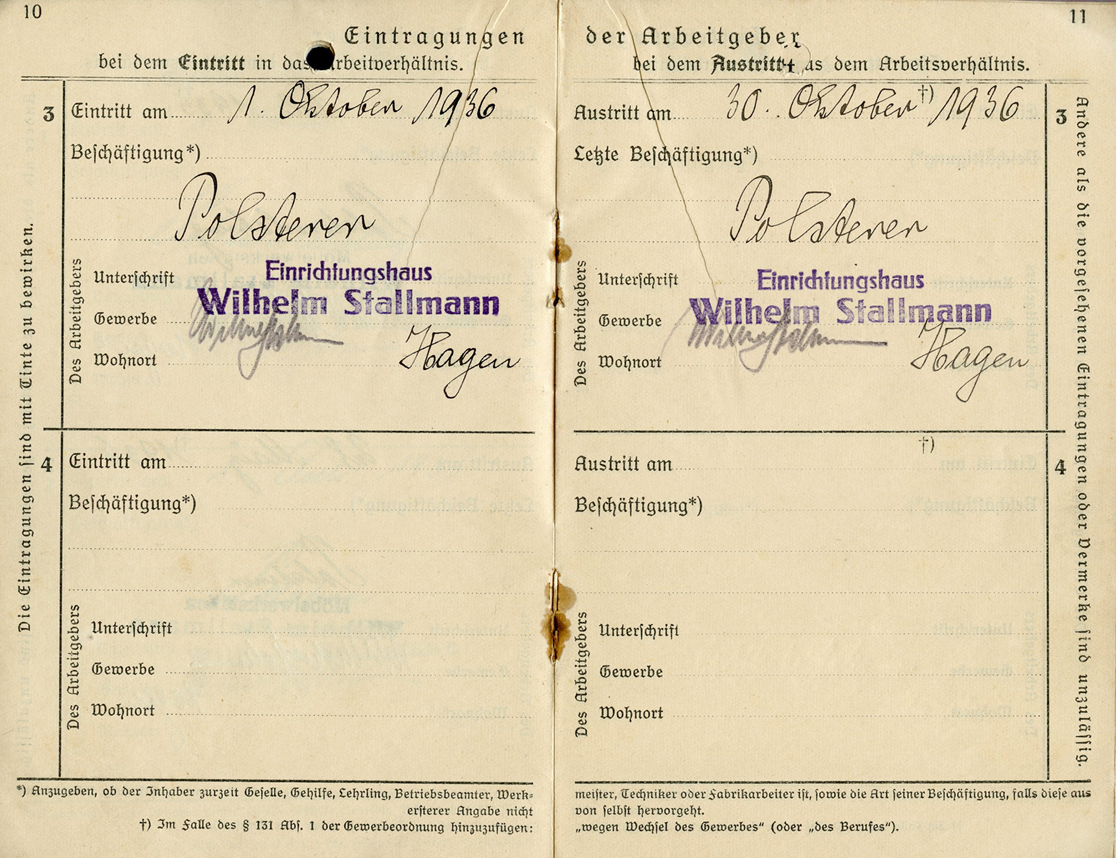 10
Eintragungen
bei dem Eintritt in das Arbeitverhältnis.
3
Eintritt am 1. Oktober 1936
Beschäftigung*)
Polsterer
Des Arbeitgebers
Unterschrift
Gewerbe
Wohnort
Einrichtungshaus
Wilhelm Stallmann
Hagen
4
Eintritt am
Beschäftigung*)
Des Arbeitgebers
Unterschrift
Gewerbe
Wohnort
Die Eintragungen sind mit Tinte zu bewirken.
*) Anzugeben, ob der Inhaber zurzeit Geselle, Gehilfe, Lehrling, Betriebsbeamter, Werk-
ersterer Angabe nicht
†) Im Falle des § 131 Abs. 1 der Gewerbeordnung hinzuzufügen:
11
der Arbeitgeber
bei dem Austritt aus dem Arbeitsverhältnis.
3
Austritt am 30. Oktober †) 1936
Letzte Beschäftigung*)
Polsterer
Des Arbeitgebers
Unterschrift
Gewerbe
Wohnort
Einrichtungshaus
Wilhelm Stallmann
Hagen
4
Austritt am †)
Beschäftigung*)
Des Arbeitgebers
Unterschrift
Gewerbe
Wohnort
Andere als die vorgesehenen Eintragungen oder Vermerke sind unzulässig.
meister, Techniker oder Fabrikarbeiter ist, sowie die Art seiner Beschäftigung, falls diese aus
von selbst hervorgeht.
„wegen Wechsel des Gewerbes" (oder „des Berufes").